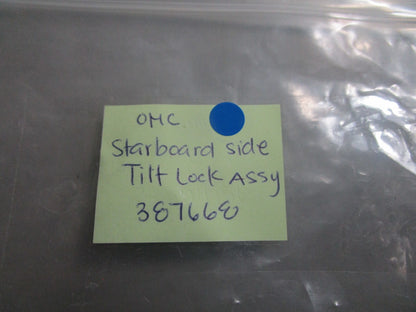 OMC
Starboard side
Tilt Lock Assy
387668